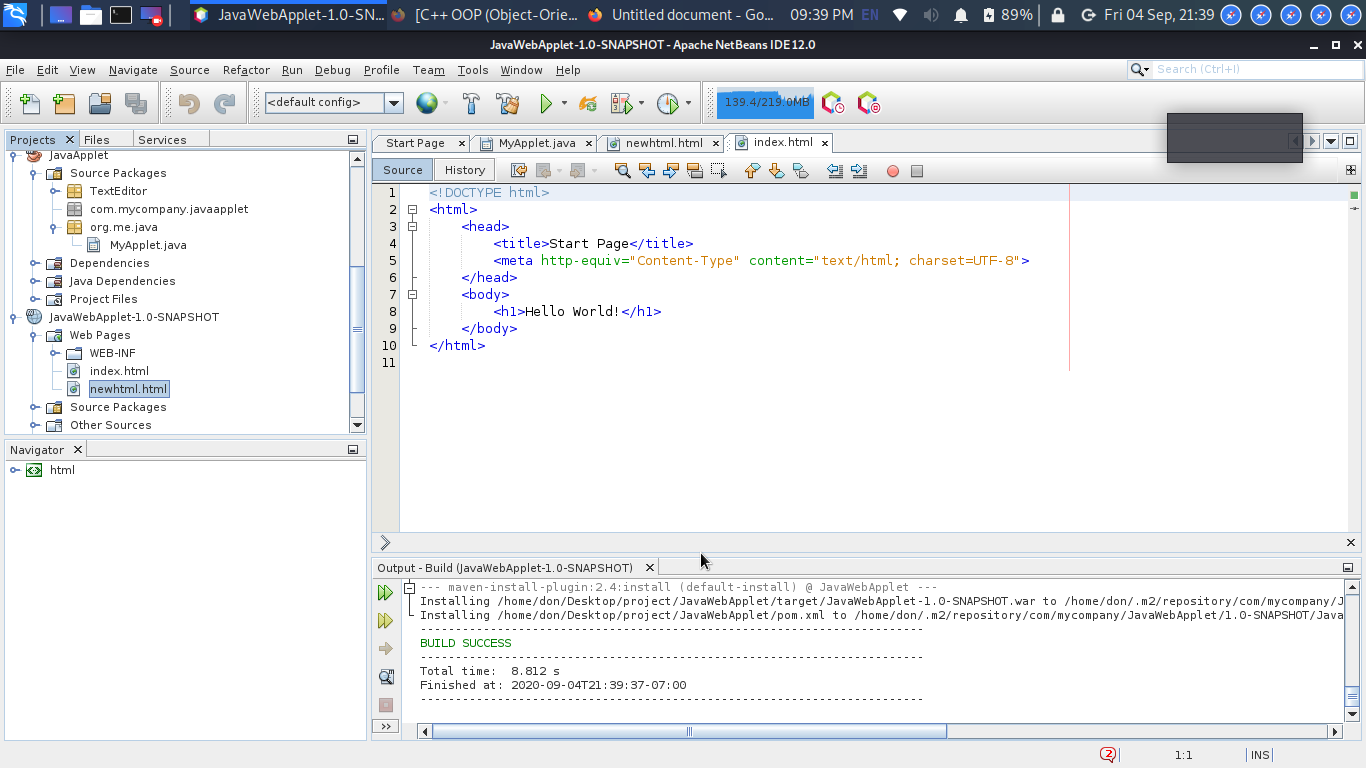 JavaWebApplet-1.0-SN... [C++ OOP (Object-Orie... Untitled document - Go... 09:39 PM EN 89% Fri 04 Sep, 21:39
JavaWebApplet-1.0-SNAPSHOT - Apache NetBeans IDE 12.0
File Edit View Navigate Source Refactor Run Debug Profile Team Tools Window Help Search (Ctrl+I)
<default config> 139.4/219.0MB
Projects Files Services
JavaApplet
Source Packages
TextEditor
com.mycompany.javaapplet
org.me.java
MyApplet.java
Dependencies
Java Dependencies
Project Files
JavaWebApplet-1.0-SNAPSHOT
Web Pages
WEB-INF
index.html
newhtml.html
Source Packages
Other Sources
Navigator
html
Start Page MyApplet.java newhtml.html index.html
Source History
1 <!DOCTYPE html>
2 <html>
3 <head>
4 <title>Start Page</title>
5 <meta http-equiv="Content-Type" content="text/html; charset=UTF-8">
6 </head>
7 <body>
8 <h1>Hello World!</h1>
9 </body>
10 </html>
11
Output - Build (JavaWebApplet-1.0-SNAPSHOT)
--- maven-install-plugin:2.4:install (default-install) @ JavaWebApplet ---
Installing /home/don/Desktop/project/JavaWebApplet/target/JavaWebApplet-1.0-SNAPSHOT.war to /home/don/.m2/repository/com/mycompany/J
Installing /home/don/Desktop/project/JavaWebApplet/pom.xml to /home/don/.m2/repository/com/mycompany/JavaWebApplet/1.0-SNAPSHOT/Java
------------------------------------------------------------------------
BUILD SUCCESS
------------------------------------------------------------------------
Total time: 8.812 s
Finished at: 2020-09-04T21:39:37-07:00
------------------------------------------------------------------------
2 1:1 INS